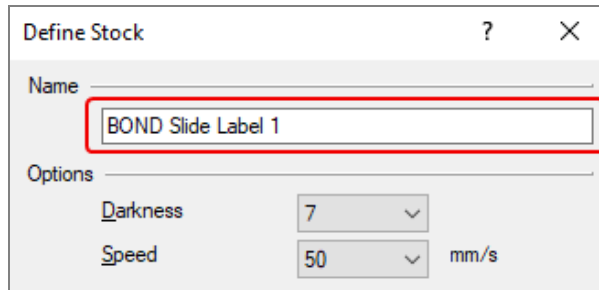 Define Stock ?
Name
BOND Slide Label 1
Options
Darkness 7
Speed 50 mm/s